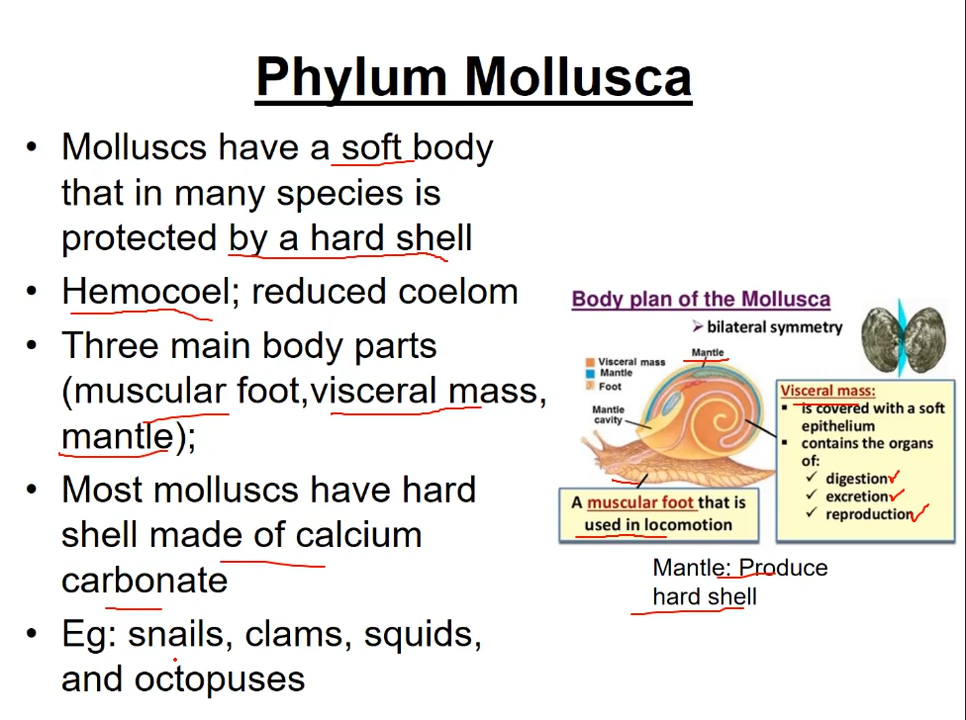 Phylum Mollusca
• Molluscs have a soft body
that in many species is
protected by a hard shell
• Hemocoel; reduced coelom
• Three main body parts
(muscular foot,visceral mass,
mantle);
• Most molluscs have hard
shell made of calcium
carbonate
• Eg: snails, clams, squids,
and octopuses
Body plan of the Mollusca
➢ bilateral symmetry
Visceral mass
Mantle
Foot
Mantle
Mantle
cavity
A muscular foot that is
used in locomotion
Visceral mass:
▪ is covered with a soft
epithelium
▪ contains the organs
of:
✓ digestion
✓ excretion
✓ reproduction
Mantle: Produce
hard shell